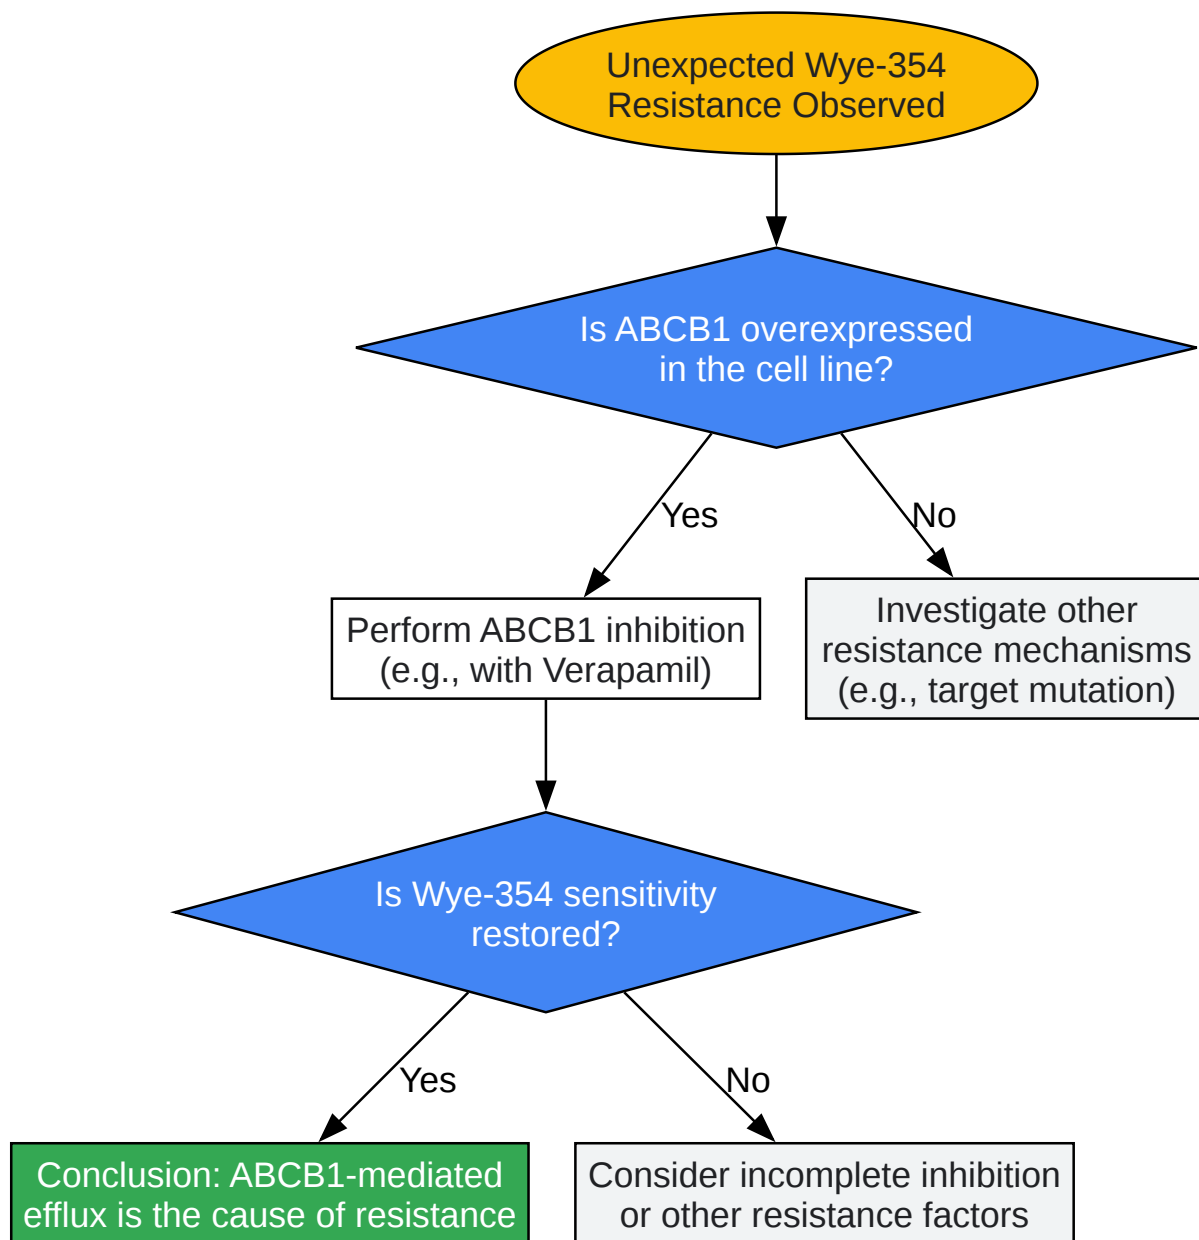 Unexpected Wye-354
Resistance Observed
Is ABCB1 overexpressed
in the cell line?
Yes
No
Perform ABCB1 inhibition
(e.g., with Verapamil)
Investigate other
resistance mechanisms
(e.g., target mutation)
Is Wye-354 sensitivity
restored?
Yes
No
Conclusion: ABCB1-mediated
efflux is the cause of resistance
Consider incomplete inhibition
or other resistance factors